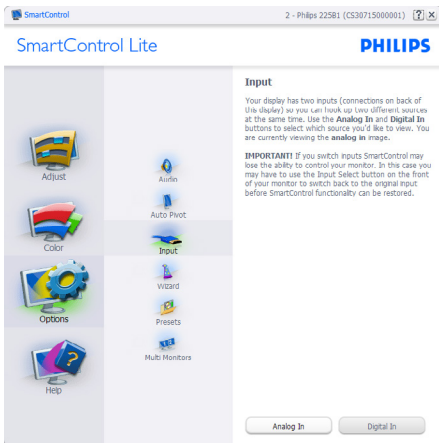 SmartControl
2 - Philips 225B1 (CS30715000001)
?
SmartControl Lite
PHILIPS
Adjust
Color
Options
Help
Audio
Auto Pivot
Input
Wizard
Presets
Multi Monitors
Input
Your display has two inputs (connections on back of
this display) so you can hook up two different sources
at the same time. Use the Analog In and Digital In
buttons to select which source you'd like to view. You
are currently viewing the analog in image.
IMPORTANT! If you switch inputs SmartControl may
lose the ability to control your monitor. In this case you
may have to use the Input Select button on the front
of your monitor to switch back to the original input
before SmartControl functionality can be restored.
Analog In
Digital In